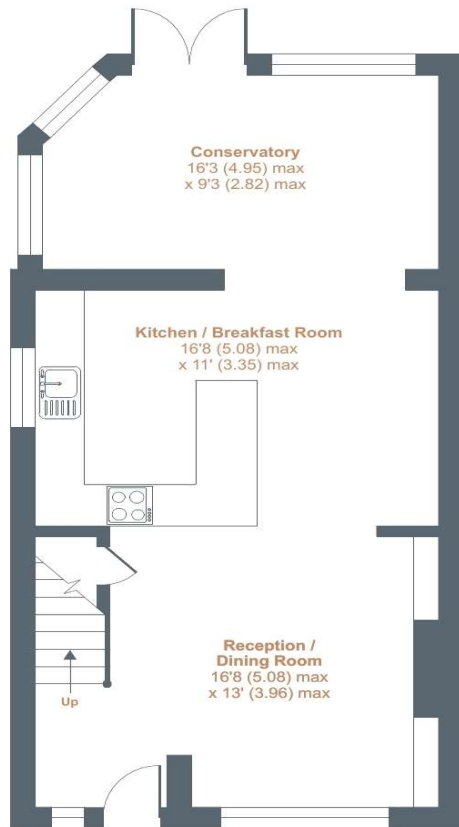 Conservatory
16'3 (4.95) max
x 9'3 (2.82) max
Kitchen / Breakfast Room
16'8 (5.08) max
x 11' (3.35) max
Reception /
Dining Room
16'8 (5.08) max
x 13' (3.96) max
Up